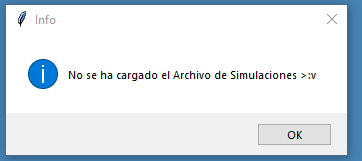 Info
No se ha cargado el Archivo de Simulaciones >:v
OK